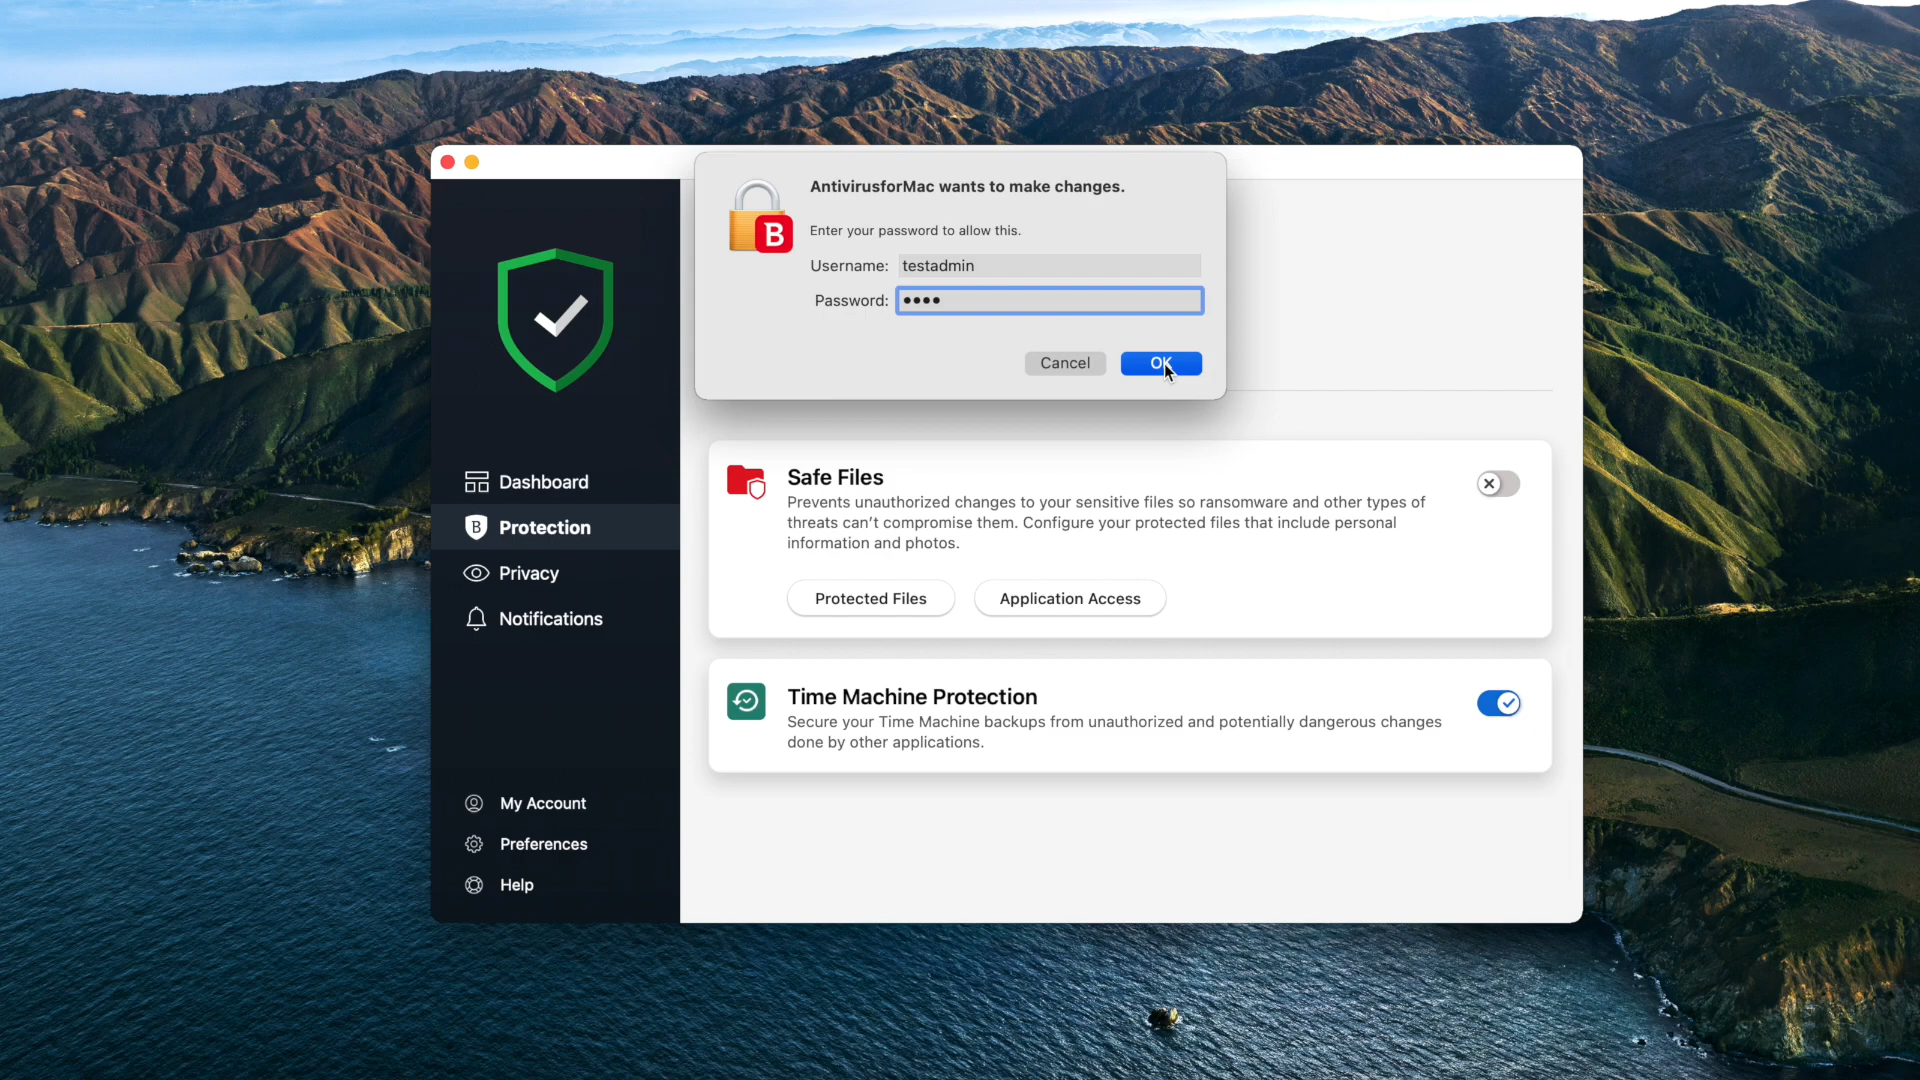 AntivirusforMac wants to make changes.
B
Enter your password to allow this.
Username: testadmin
Password: ••••
Cancel
OK
Dashboard
B Protection
Privacy
Notifications
My Account
Preferences
Help
Safe Files
Prevents unauthorized changes to your sensitive files so ransomware and other types of
threats can't compromise them. Configure your protected files that include personal
information and photos.
Protected Files
Application Access
Time Machine Protection
Secure your Time Machine backups from unauthorized and potentially dangerous changes
done by other applications.